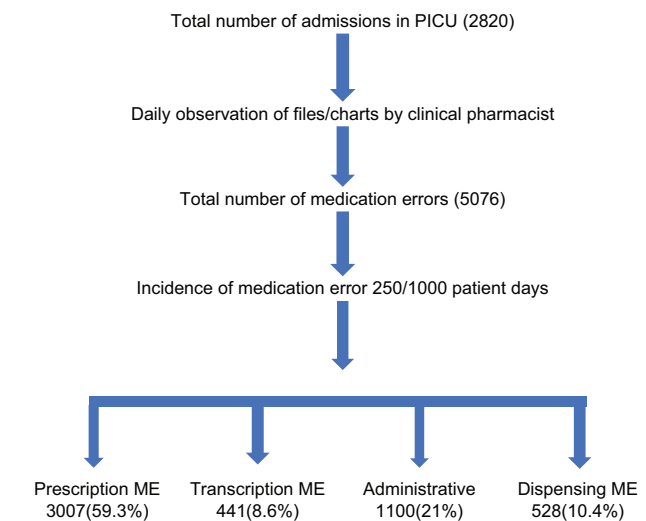 Total number of admissions in PICU (2820)
Daily observation of files/charts by clinical pharmacist
Total number of medication errors (5076)
Incidence of medication error 250/1000 patient days
Prescription ME
3007(59.3%)
Transcription ME
441(8.6%)
Administrative
1100(21%)
Dispensing ME
528(10.4%)